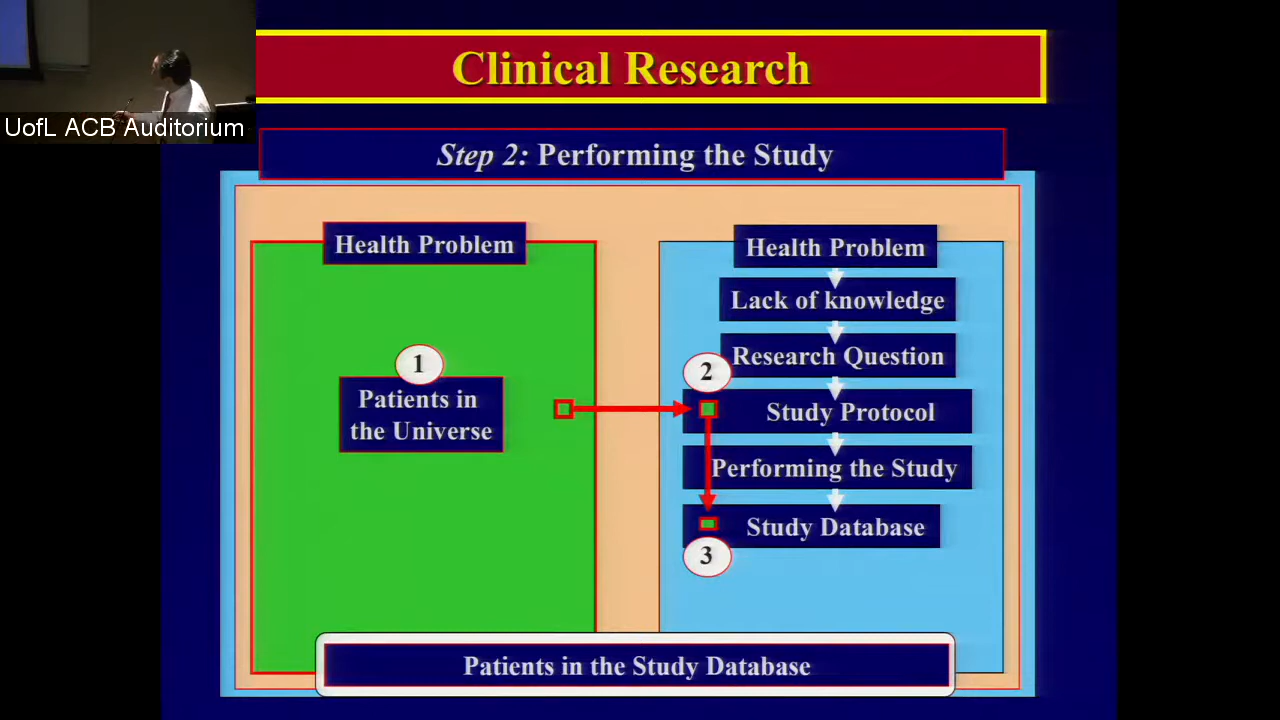 Clinical Research
UofL ACB Auditorium
Step 2: Performing the Study
Health Problem
1
Patients in
the Universe
Health Problem
Lack of knowledge
Research Question
2
Study Protocol
Performing the Study
Study Database
3
Patients in the Study Database